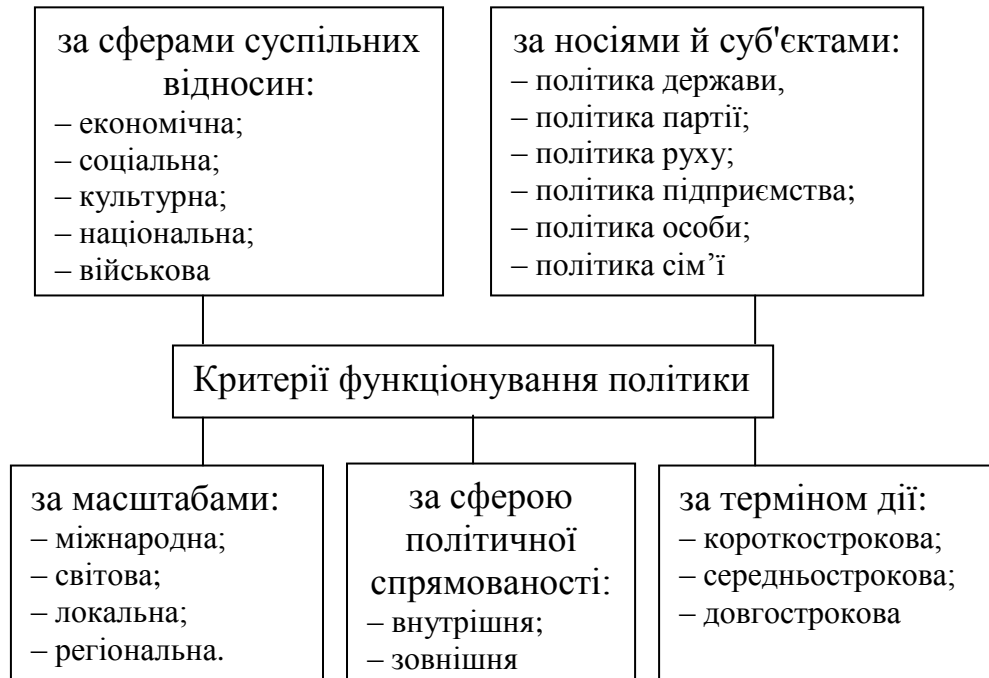 за сферами суспільних
відносин:
– економічна;
– соціальна;
– культурна;
– національна;
– військова
за носіями й суб'єктами:
– політика держави,
– політика партії;
– політика руху;
– політика підприємства;
– політика особи;
– політика сім’ї
Критерії функціонування політики
за масштабами:
– міжнародна;
– світова;
– локальна;
– регіональна.
за сферою
політичної
спрямованості:
– внутрішня;
– зовнішня
за терміном дії:
– короткострокова;
– середньострокова;
– довгострокова